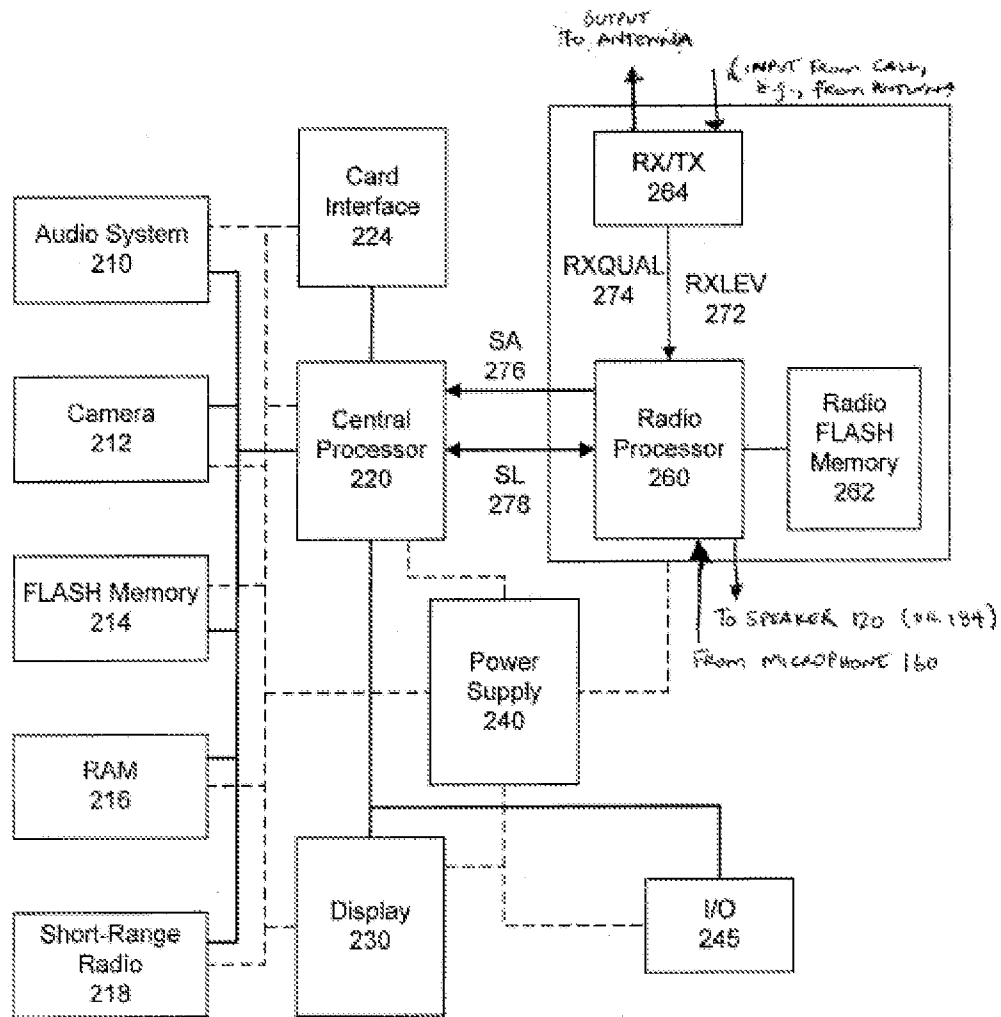 OUTPUT
TO ANTENNA
INPUT FROM CALL,
e.g., FROM ANTENNA
RX/TX
264
Card
Interface
224
Audio System
210
RXQUAL
274
RXLEV
272
SA
276
Camera
212
Central
Processor
220
Radio
Processor
260
Radio
FLASH
Memory
262
SL
278
FLASH Memory
214
TO SPEAKER 120 (OR 184)
FROM MICROPHONE 160
Power
Supply
240
RAM
216
Display
230
I/O
245
Short-Range
Radio
218